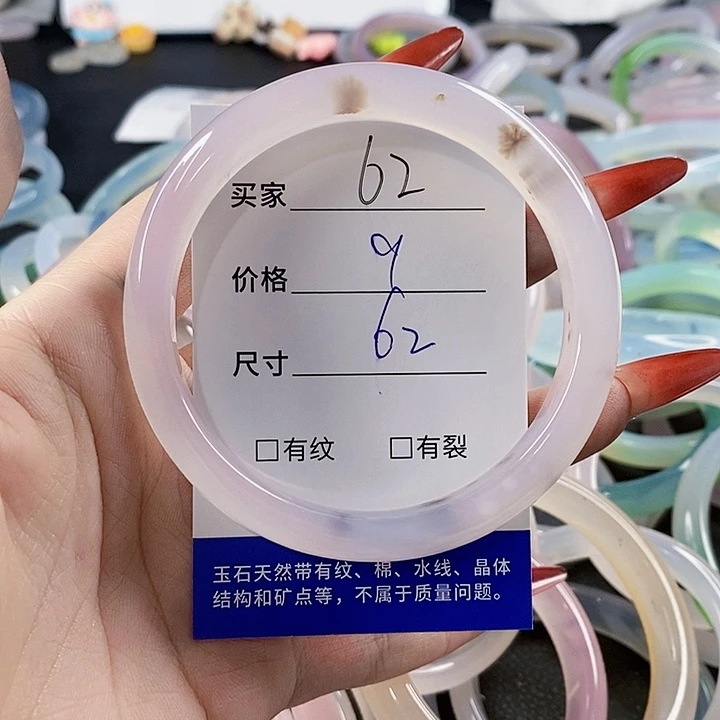 买家 62
价格 9
尺寸 62
□有纹 □有裂
玉石天然带有纹、棉、水线、晶体
结构和矿点等，不属于质量问题。